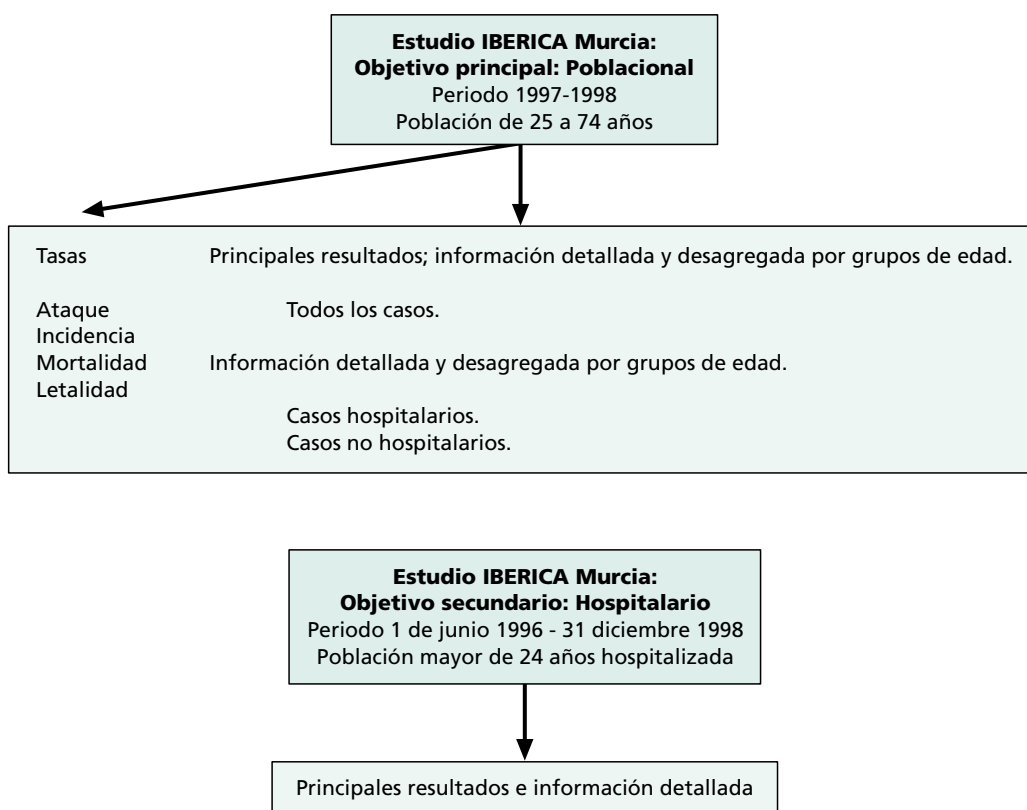 Estudio IBERICA Murcia:
Objetivo principal: Poblacional
Periodo 1997-1998
Población de 25 a 74 años
Tasas Principales resultados; información detallada y desagregada por grupos de edad.
Ataque Todos los casos.
Incidencia
Mortalidad Información detallada y desagregada por grupos de edad.
Letalidad
Casos hospitalarios.
Casos no hospitalarios.
Estudio IBERICA Murcia:
Objetivo secundario: Hospitalario
Periodo 1 de junio 1996 - 31 diciembre 1998
Población mayor de 24 años hospitalizada
Principales resultados e información detallada